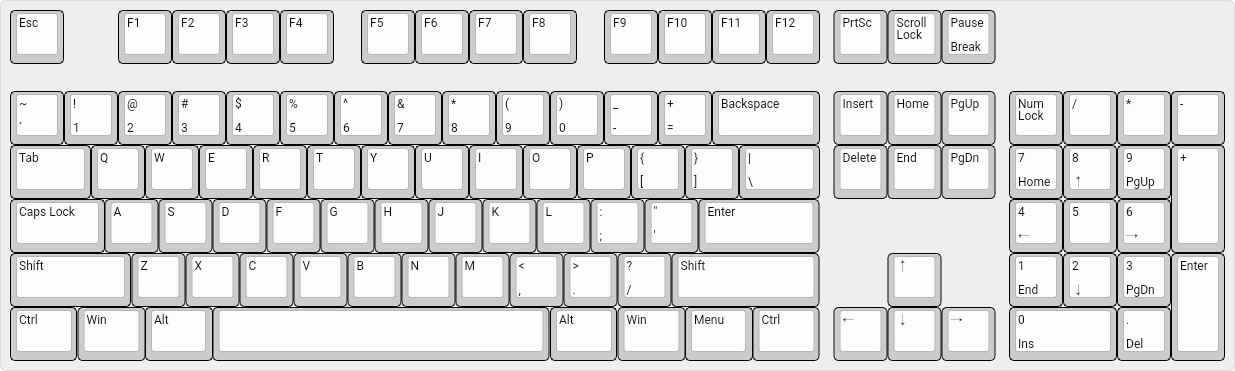 Esc F1 F2 F3 F4 F5 F6 F7 F8 F9 F10 F11 F12 PrtSc Scroll Pause
Lock
Break
~ ! @ # $ % ^ & * ( ) _ + Backspace Insert Home PgUp Num / * -
Lock
` 1 2 3 4 5 6 7 8 9 0 - =
Tab Q W E R T Y U I O P { } | Delete End PgDn 7 8 9 +
[ ] \ Home ↑ PgUp
Caps Lock A S D F G H J K L : " Enter 4 5 6
; ' ← →
Shift Z X C V B N M < > ? Shift ↑ 1 2 3 Enter
, . / End ↓ PgDn
Ctrl Win Alt Alt Win Menu Ctrl ← ↓ → 0 .
Ins Del